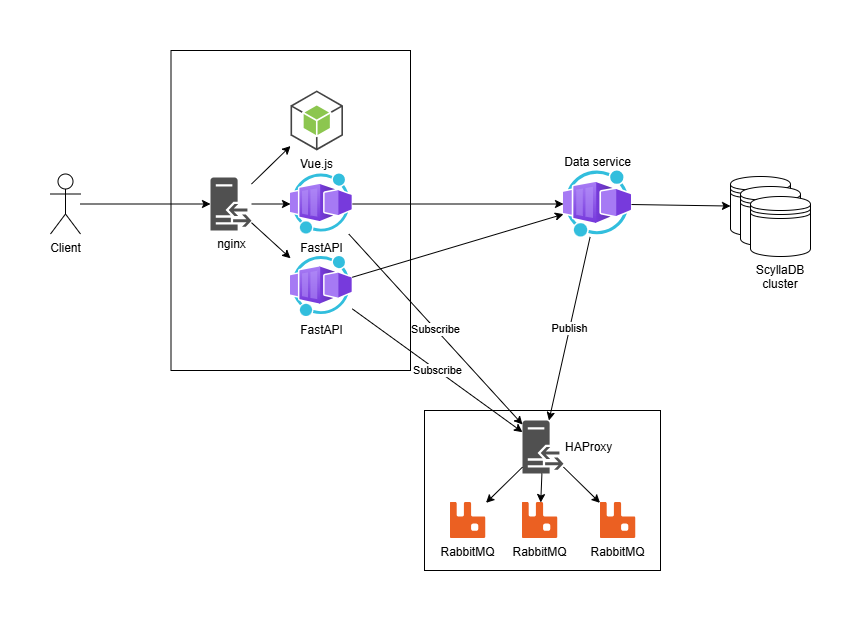 Data service
Vue.js
Client
nginx
FastAPI
ScyllaDB
cluster
FastAPI
Subscribe
Publish
Subscribe
HAProxy
RabbitMQ
RabbitMQ
RabbitMQ